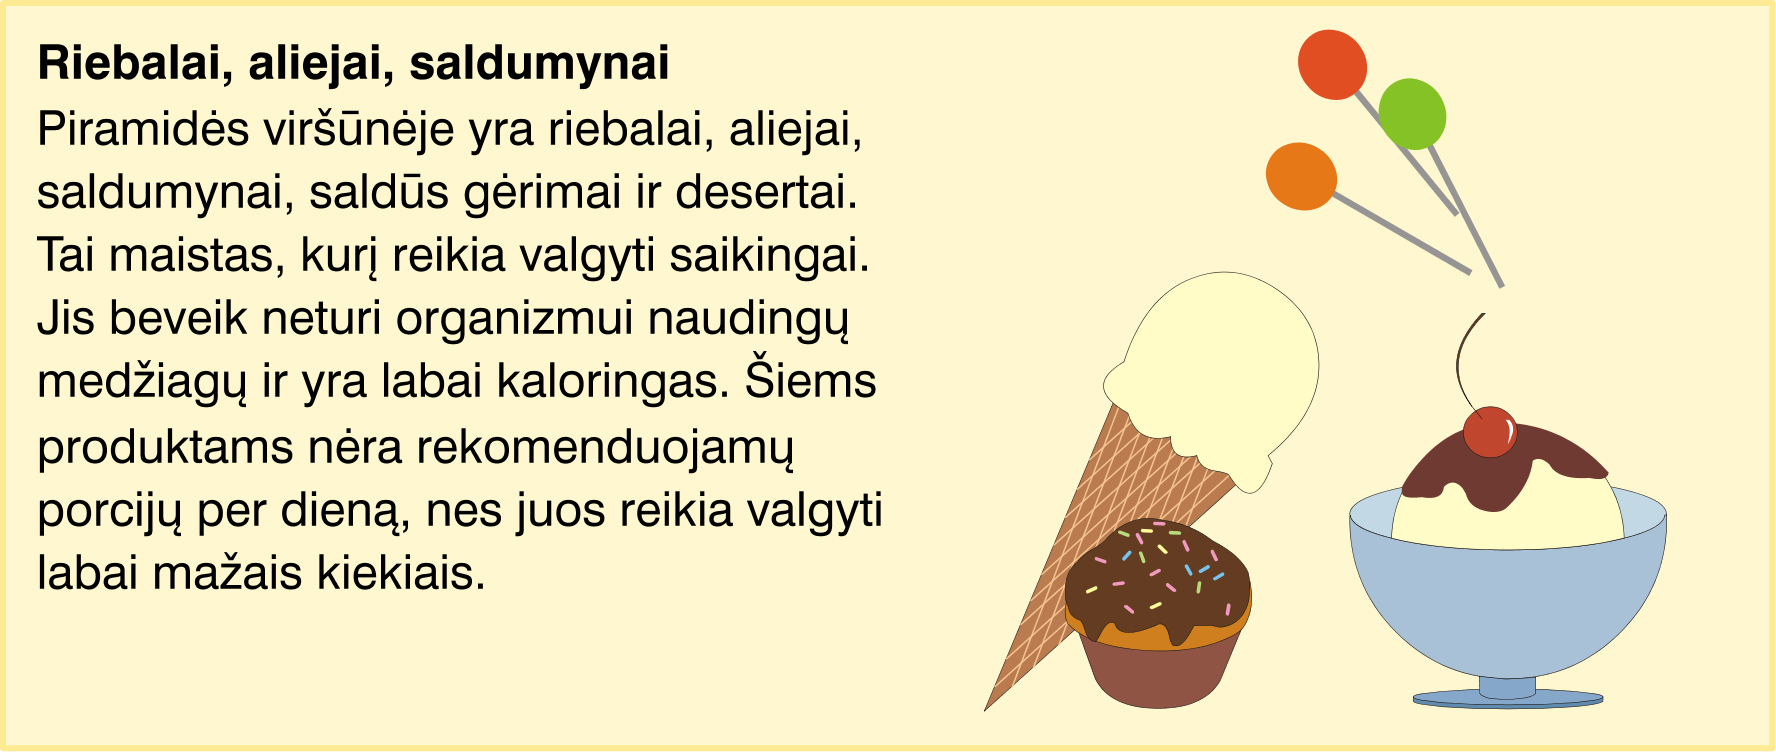 Riebalai, aliejai, saldumynai
Piramidės viršūnėje yra riebalai, aliejai,
saldumynai, saldūs gėrimai ir desertai.
Tai maistas, kurį reikia valgyti saikingai.
Jis beveik neturi organizmui naudingų
medžiagų ir yra labai kaloringas. Šiems
produktams nėra rekomenduojamų
porcijų per dieną, nes juos reikia valgyti
labai mažais kiekiais.